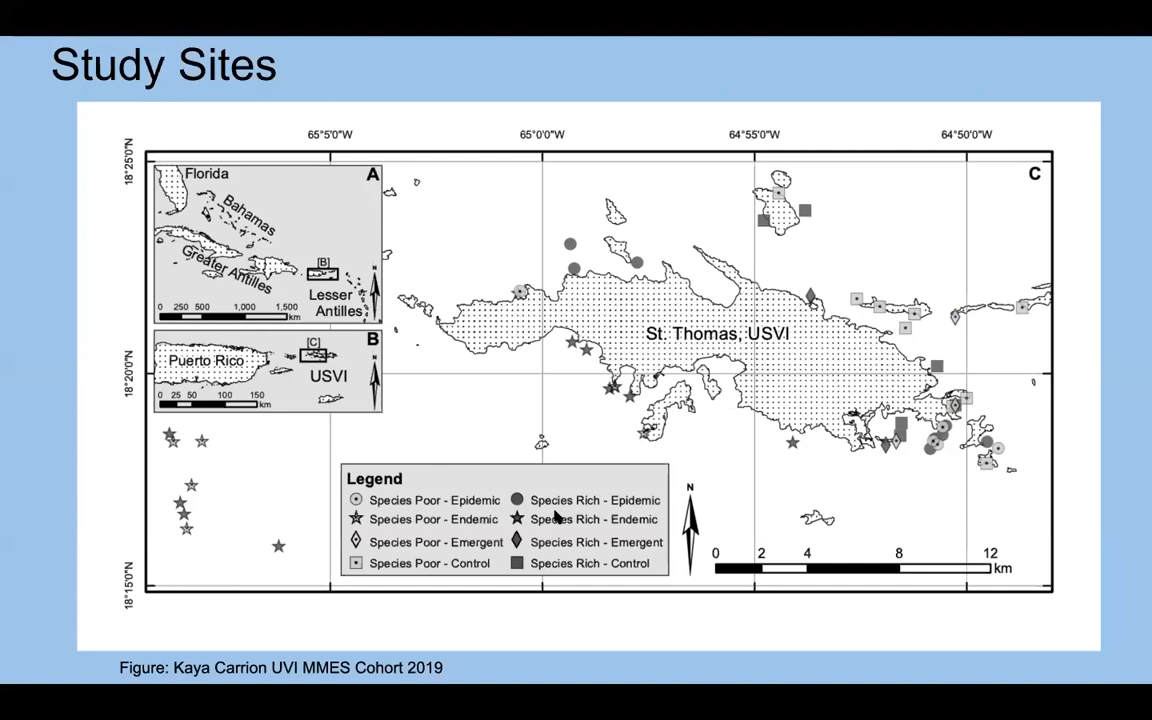 Study Sites
65°5'0"W 65°0'0"W 64°55'0"W 64°50'0"W
18°25'0"N
18°20'0"N
18°15'0"N
A
Florida
Bahamas
Greater Antilles
[B]
Lesser
Antilles
N
0 250 500 1,000 1,500
km
B
Puerto Rico
[C]
USVI
N
0 25 50 100 150
km
C
St. Thomas, USVI
Legend
Species Poor - Epidemic
Species Poor - Endemic
Species Poor - Emergent
Species Poor - Control
Species Rich - Epidemic
Species Rich - Endemic
Species Rich - Emergent
Species Rich - Control
N
0 2 4 8 12
km
Figure: Kaya Carrion UVI MMES Cohort 2019